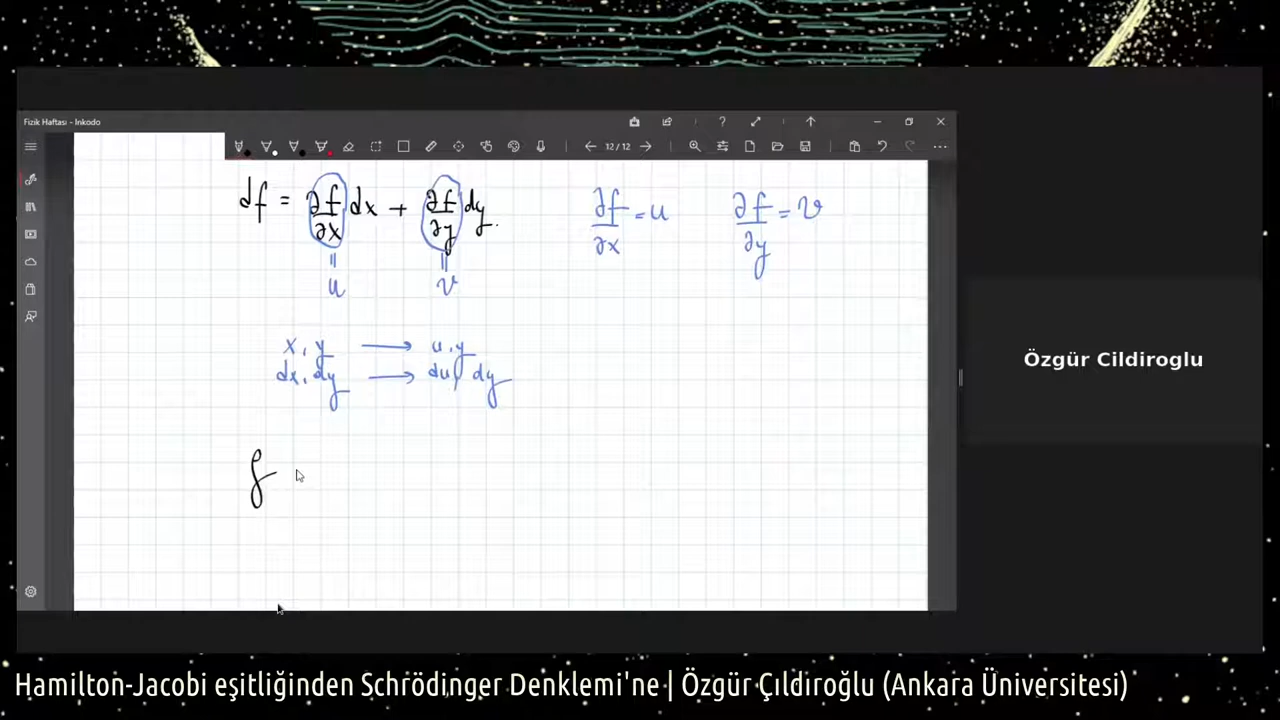 Fizik Haftası - Inkodo
12/12
df = ∂f/∂x dx + ∂f/∂y dy.
∂f/∂x = u
∂f/∂y = v
॥ ॥
u v
x, y → u, y
dx, dy → du, dy
f
Özgür Cildiroglu
Hamilton-Jacobi eşitliğinden Schrödinger Denklemi'ne | Özgür Çıldıroğlu (Ankara Üniversitesi)